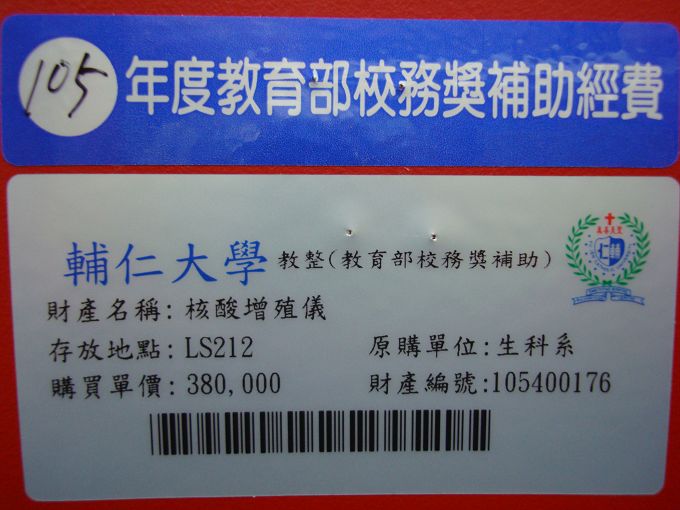 105 年度教育部校務獎補助經費
輔仁大學 教整(教育部校務獎補助)
財產名稱: 核酸增殖儀
存放地點: LS212 原購單位:生科系
購買單價: 380,000 財產編號:105400176